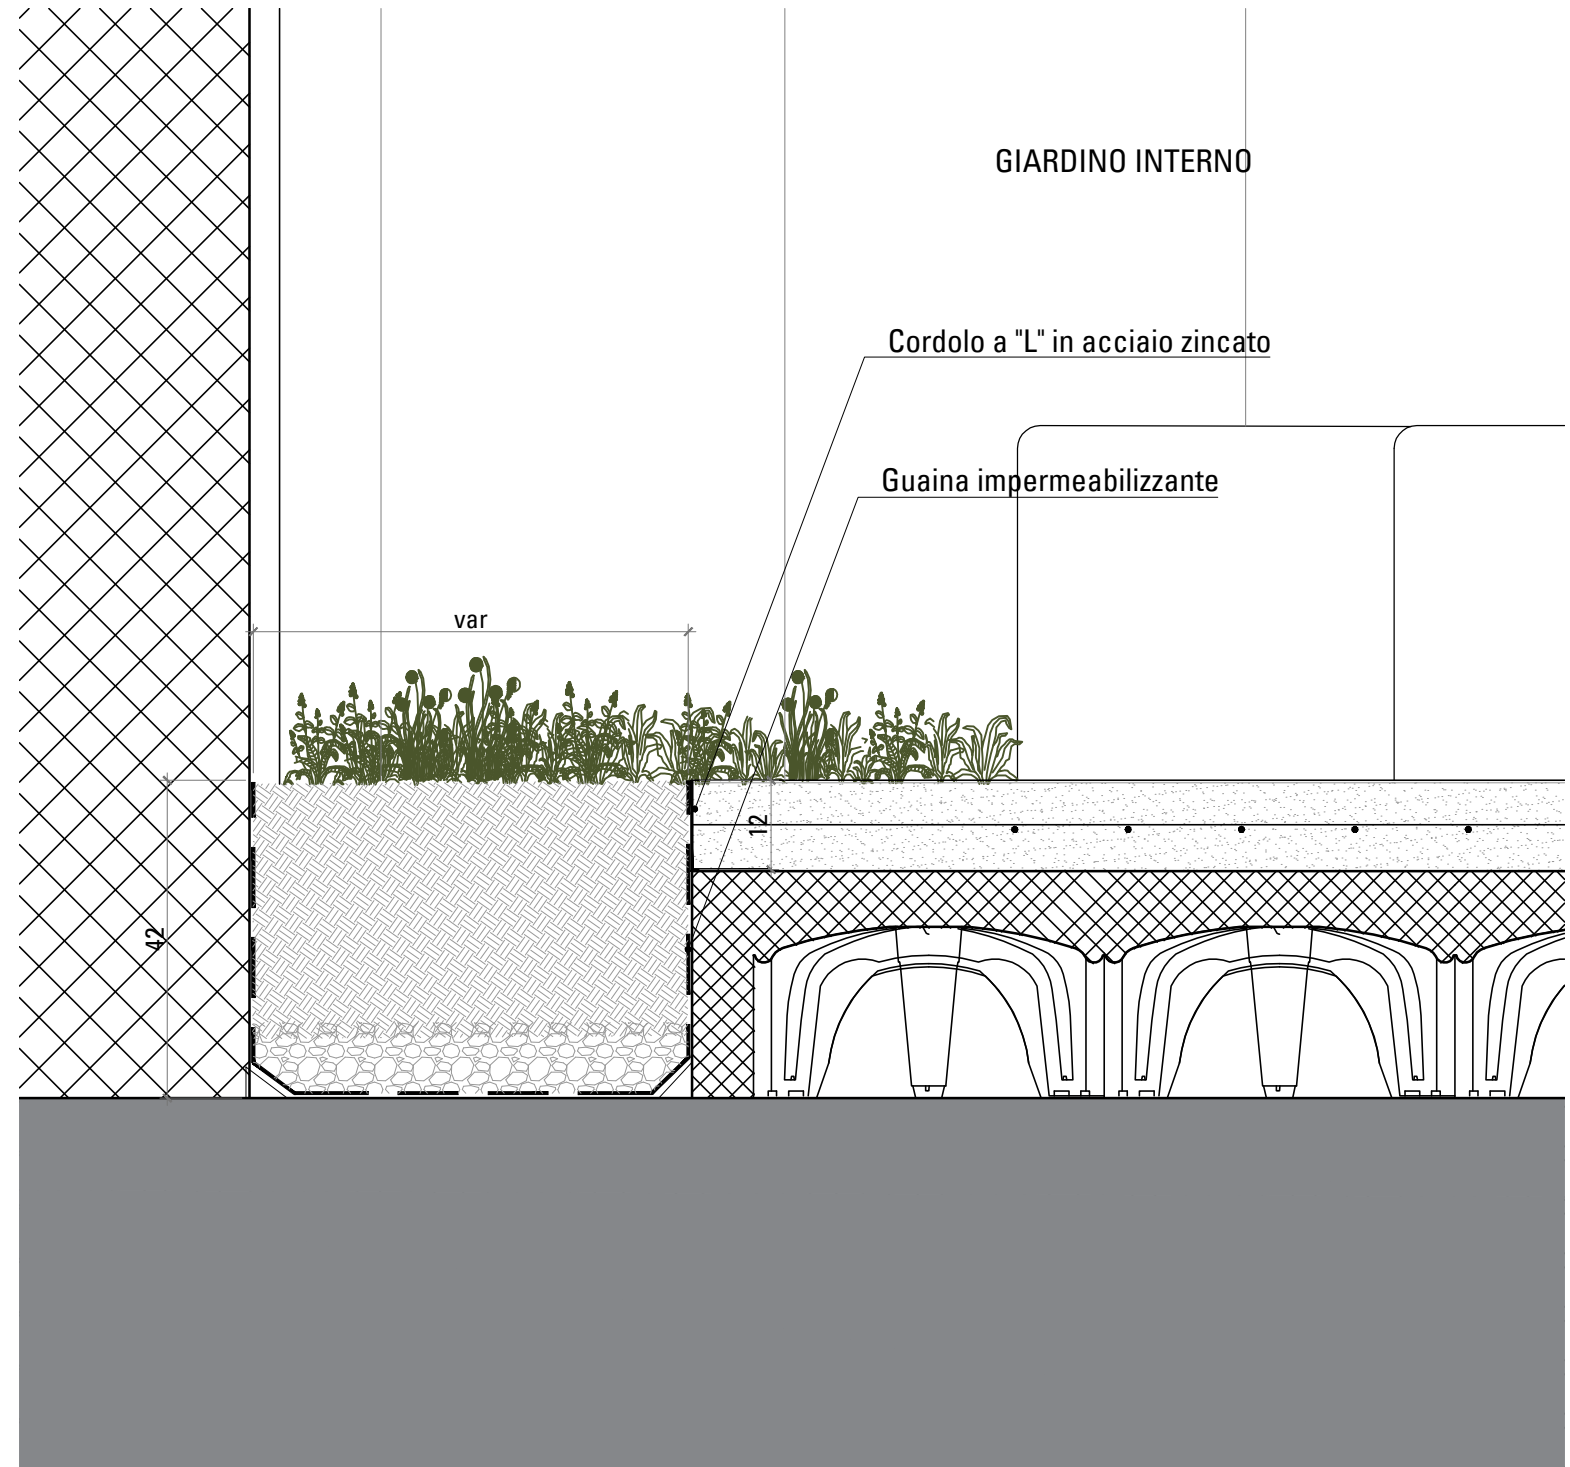 GIARDINO INTERNO
Cordolo a "L" in acciaio zincato
Guaina impermeabilizzante
var
12
42